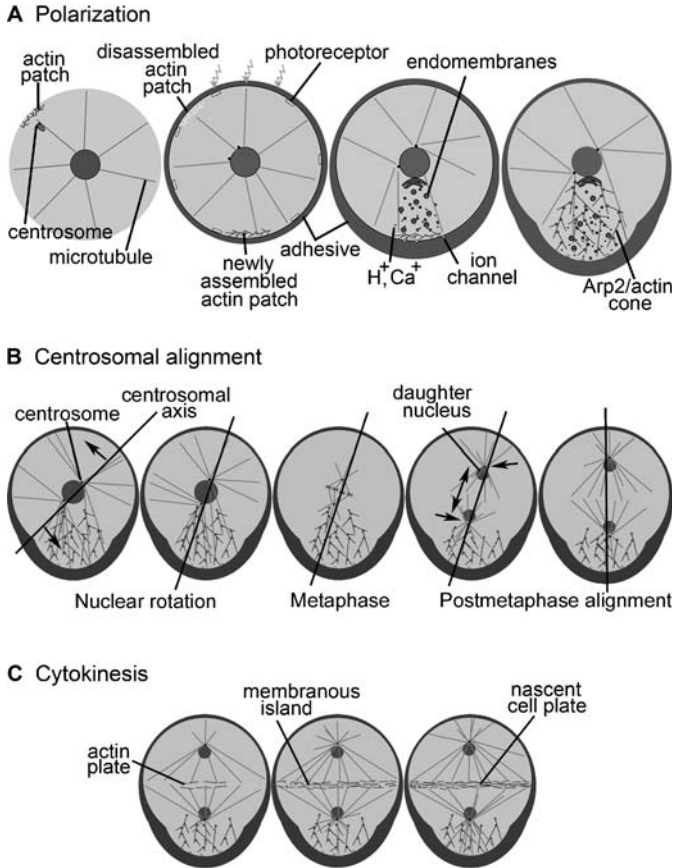 A Polarization
actin
patch
disassembled
actin
patch
photoreceptor
endomembranes
centrosome
microtubule
newly
assembled
actin patch
adhesive
H+, Ca+
ion
channel
Arp2/actin
cone
B Centrosomal alignment
centrosome
centrosomal
axis
daughter
nucleus
Nuclear rotation
Metaphase
Postmetaphase alignment
C Cytokinesis
actin
plate
membranous
island
nascent
cell plate